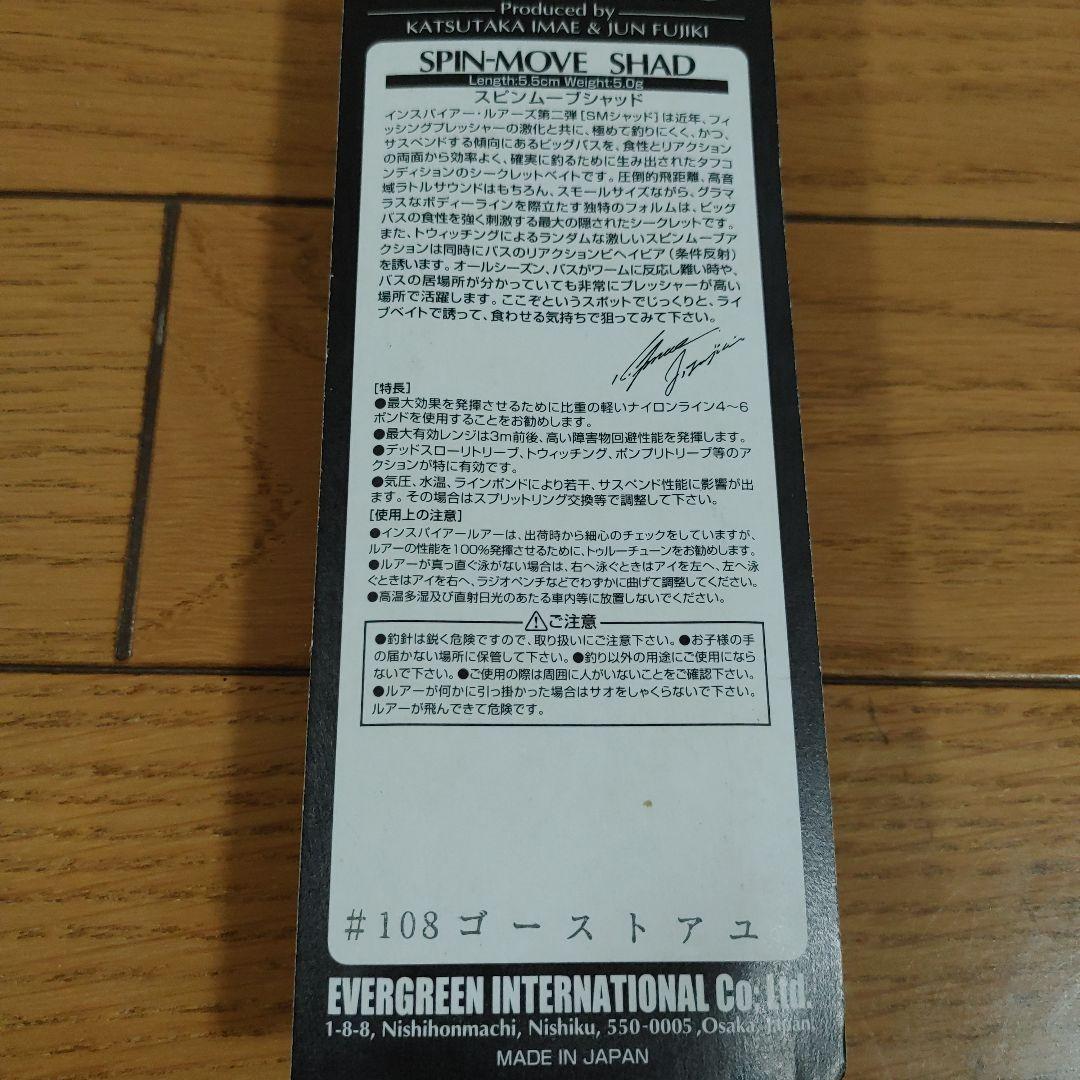 Produced by
KATSUTAKA IMAE & JUN FUJIKI
SPIN-MOVE SHAD
Length:5.5cm Weight:5.0g
スピンムーブシャッド
インスパイアー・ルアーズ第二弾[SMシャッド]は近年、フィ
ッシングプレッシャーの激化と共に、極めて釣りにくく、かつ、
サスペンドする傾向にあるビッグバスを、食性とリアクション
の両面から効率よく、確実に釣るために生み出されたタフコ
ンディションのシークレットベイトです。圧倒的飛距離、高音
域ラトルサウンドはもちろん、スモールサイズながら、グラマ
ラスなボディーラインを際立たす独特のフォルムは、ビッグ
バスの食性を強く刺激する最大の隠されたシークレットです。
また、トウィッチングによるランダムな激しいスピンムーブア
クションは同時にバスのリアクションビヘイビア(条件反射)
を誘います。オールシーズン、バスがワームに反応し難い時や、
バスの居場所が分かっていても非常にプレッシャーが高い
場所で活躍します。ここぞというスポットでじっくりと、ライ
ブベイトで誘って、食わせる気持ちで狙ってみて下さい。
[特長]
●最大効果を発揮させるために比重の軽いナイロンライン4〜6
ポンドを使用することをお勧めします。
●最大有効レンジは3m前後、高い障害物回避性能を発揮します。
●デッドスローリトリーブ、トウィッチング、ポンプリトリーブ等のア
クションが特に有効です。
●気圧、水温、ラインポンドにより若干、サスペンド性能に影響が出
ます。その場合はスプリットリング交換等で調整して下さい。
[使用上の注意]
●インスパイアールアーは、出荷時から細心のチェックをしていますが、
ルアーの性能を100%発揮させるために、トゥルーチューンをお勧めします。
●ルアーが真っ直ぐ泳がない場合は、右へ泳ぐときはアイを左へ、左へ泳
ぐときはアイを右へ、ラジオペンチなどでわずかに曲げて調整してください。
●高温多湿及び直射日光のあたる車内等に放置しないでください。
⚠ご注意
●釣針は鋭く危険ですので、取り扱いにご注意下さい。●お子様の手
の届かない場所に保管して下さい。●釣り以外の用途にご使用になら
ないで下さい。●ご使用の際は周囲に人がいないことをご確認下さい。
●ルアーが何かに引っ掛かった場合はサオをしゃくらないで下さい。
ルアーが飛んできて危険です。
#108 ゴーストアユ
EVERGREEN INTERNATIONAL Co. Ltd.
1-8-8, Nishihonmachi, Nishiku, 550-0005 ,Osaka, Japan.
MADE IN JAPAN